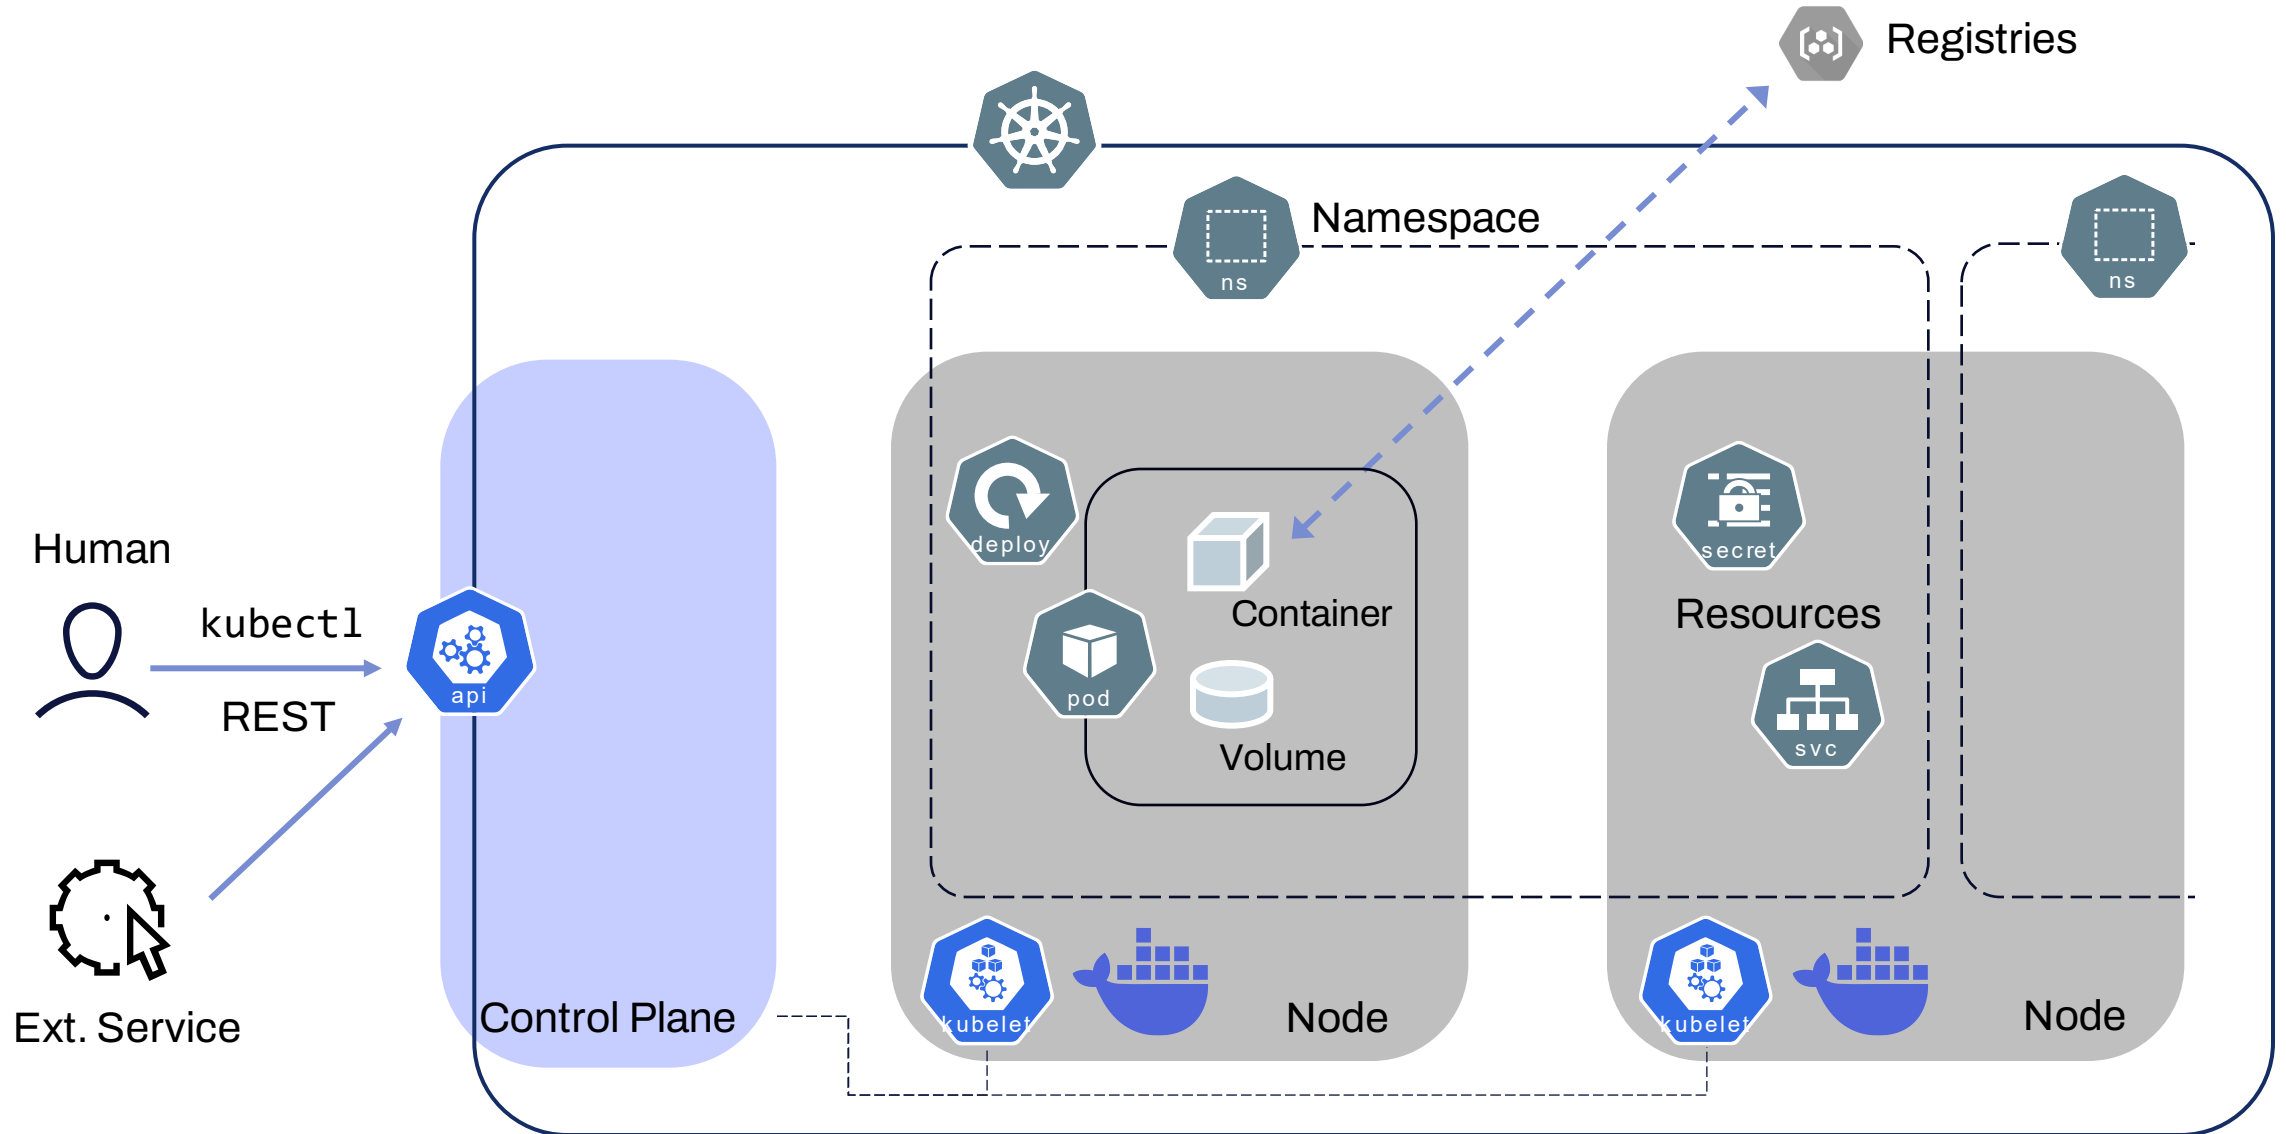 Registries
Namespace
ns
ns
deploy
secret
Human
kubectl
Container
Resources
api
pod
REST
svc
Volume
Control Plane
kubelet
Node
kubelet
Node
Ext. Service